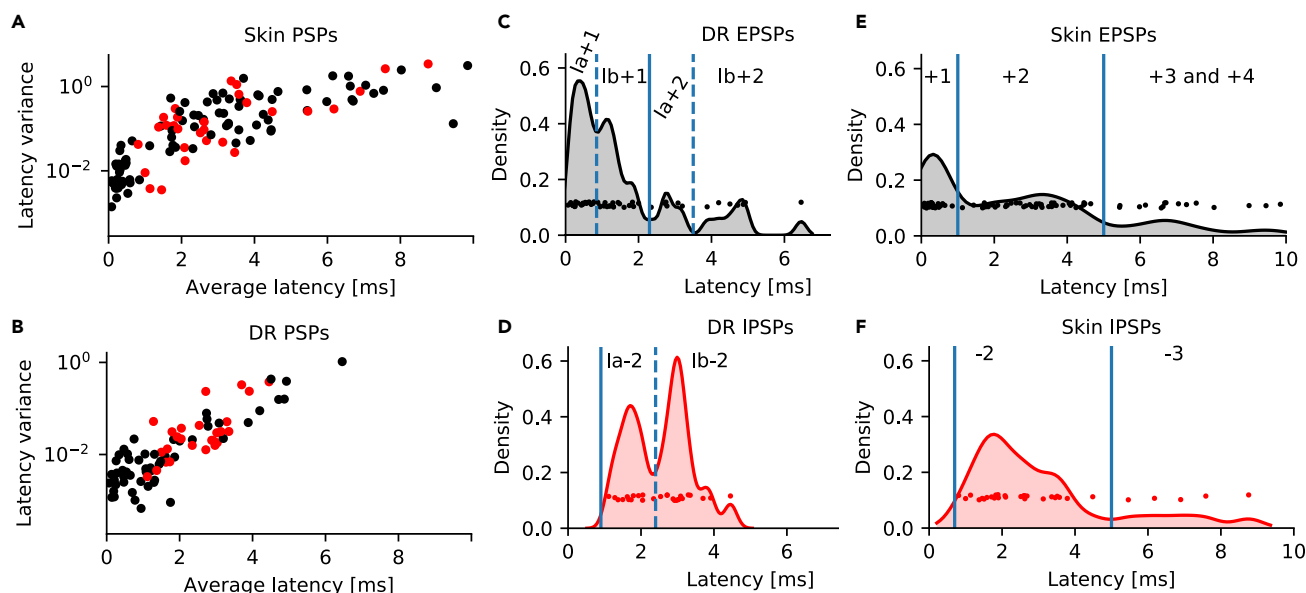 A
Skin PSPs
Latency variance
10⁰
10⁻²
0 2 4 6 8
Average latency [ms]
B
DR PSPs
Latency variance
10⁰
10⁻²
0 2 4 6 8 10
Average latency [ms]
C
DR EPSPs
Ia+1
Ib+1
Ia+2
Ib+2
Density
0.6
0.4
0.2
0.0
0 2 4 6
Latency [ms]
D
DR IPSPs
Ia-2
Ib-2
Density
0.6
0.4
0.2
0.0
0 2 4 6
Latency [ms]
E
Skin EPSPs
+1
+2
+3 and +4
Density
0.6
0.4
0.2
0.0
0 2 4 6 8 10
Latency [ms]
F
Skin IPSPs
-2
-3
Density
0.6
0.4
0.2
0.0
0 2 4 6 8 10
Latency [ms]